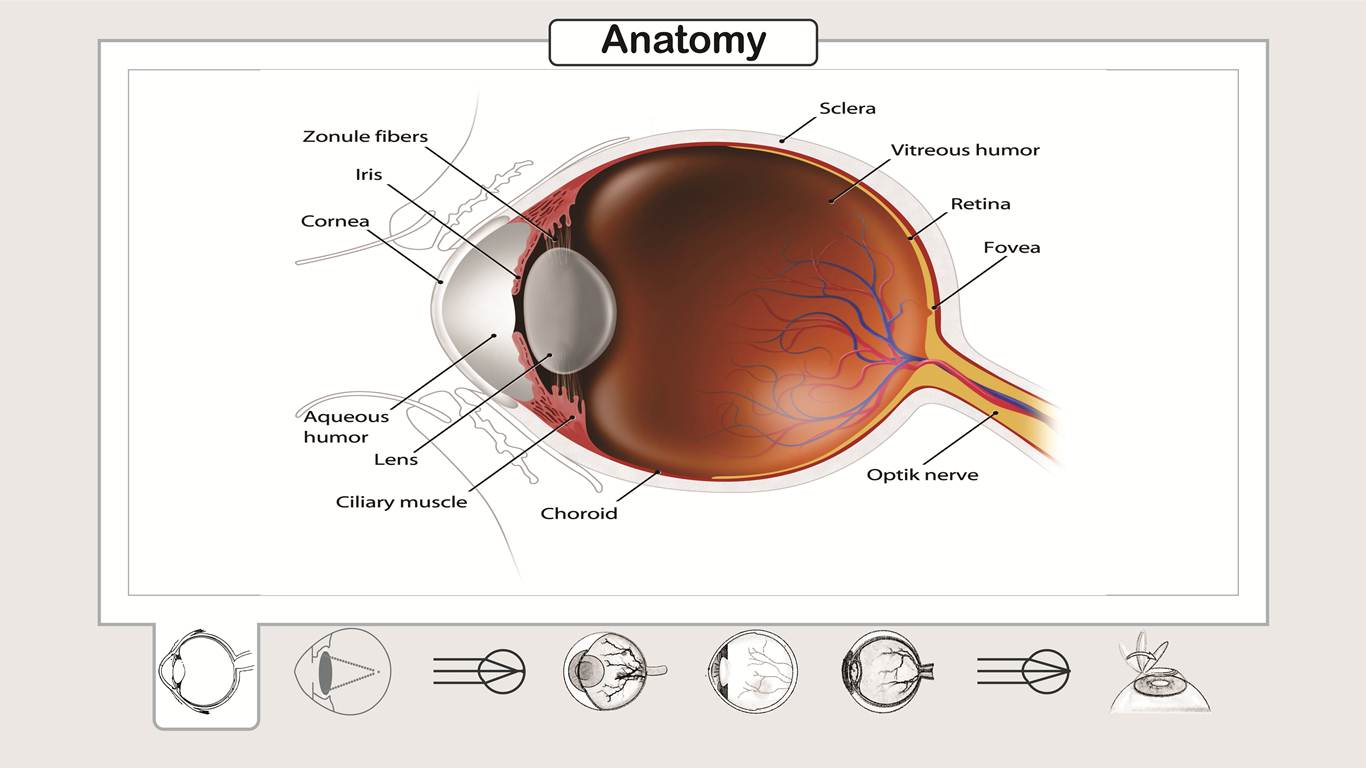 Anatomy
Zonule fibers
Iris
Cornea
Aqueous
humor
Lens
Ciliary muscle
Choroid
Sclera
Vitreous humor
Retina
Fovea
Optik nerve